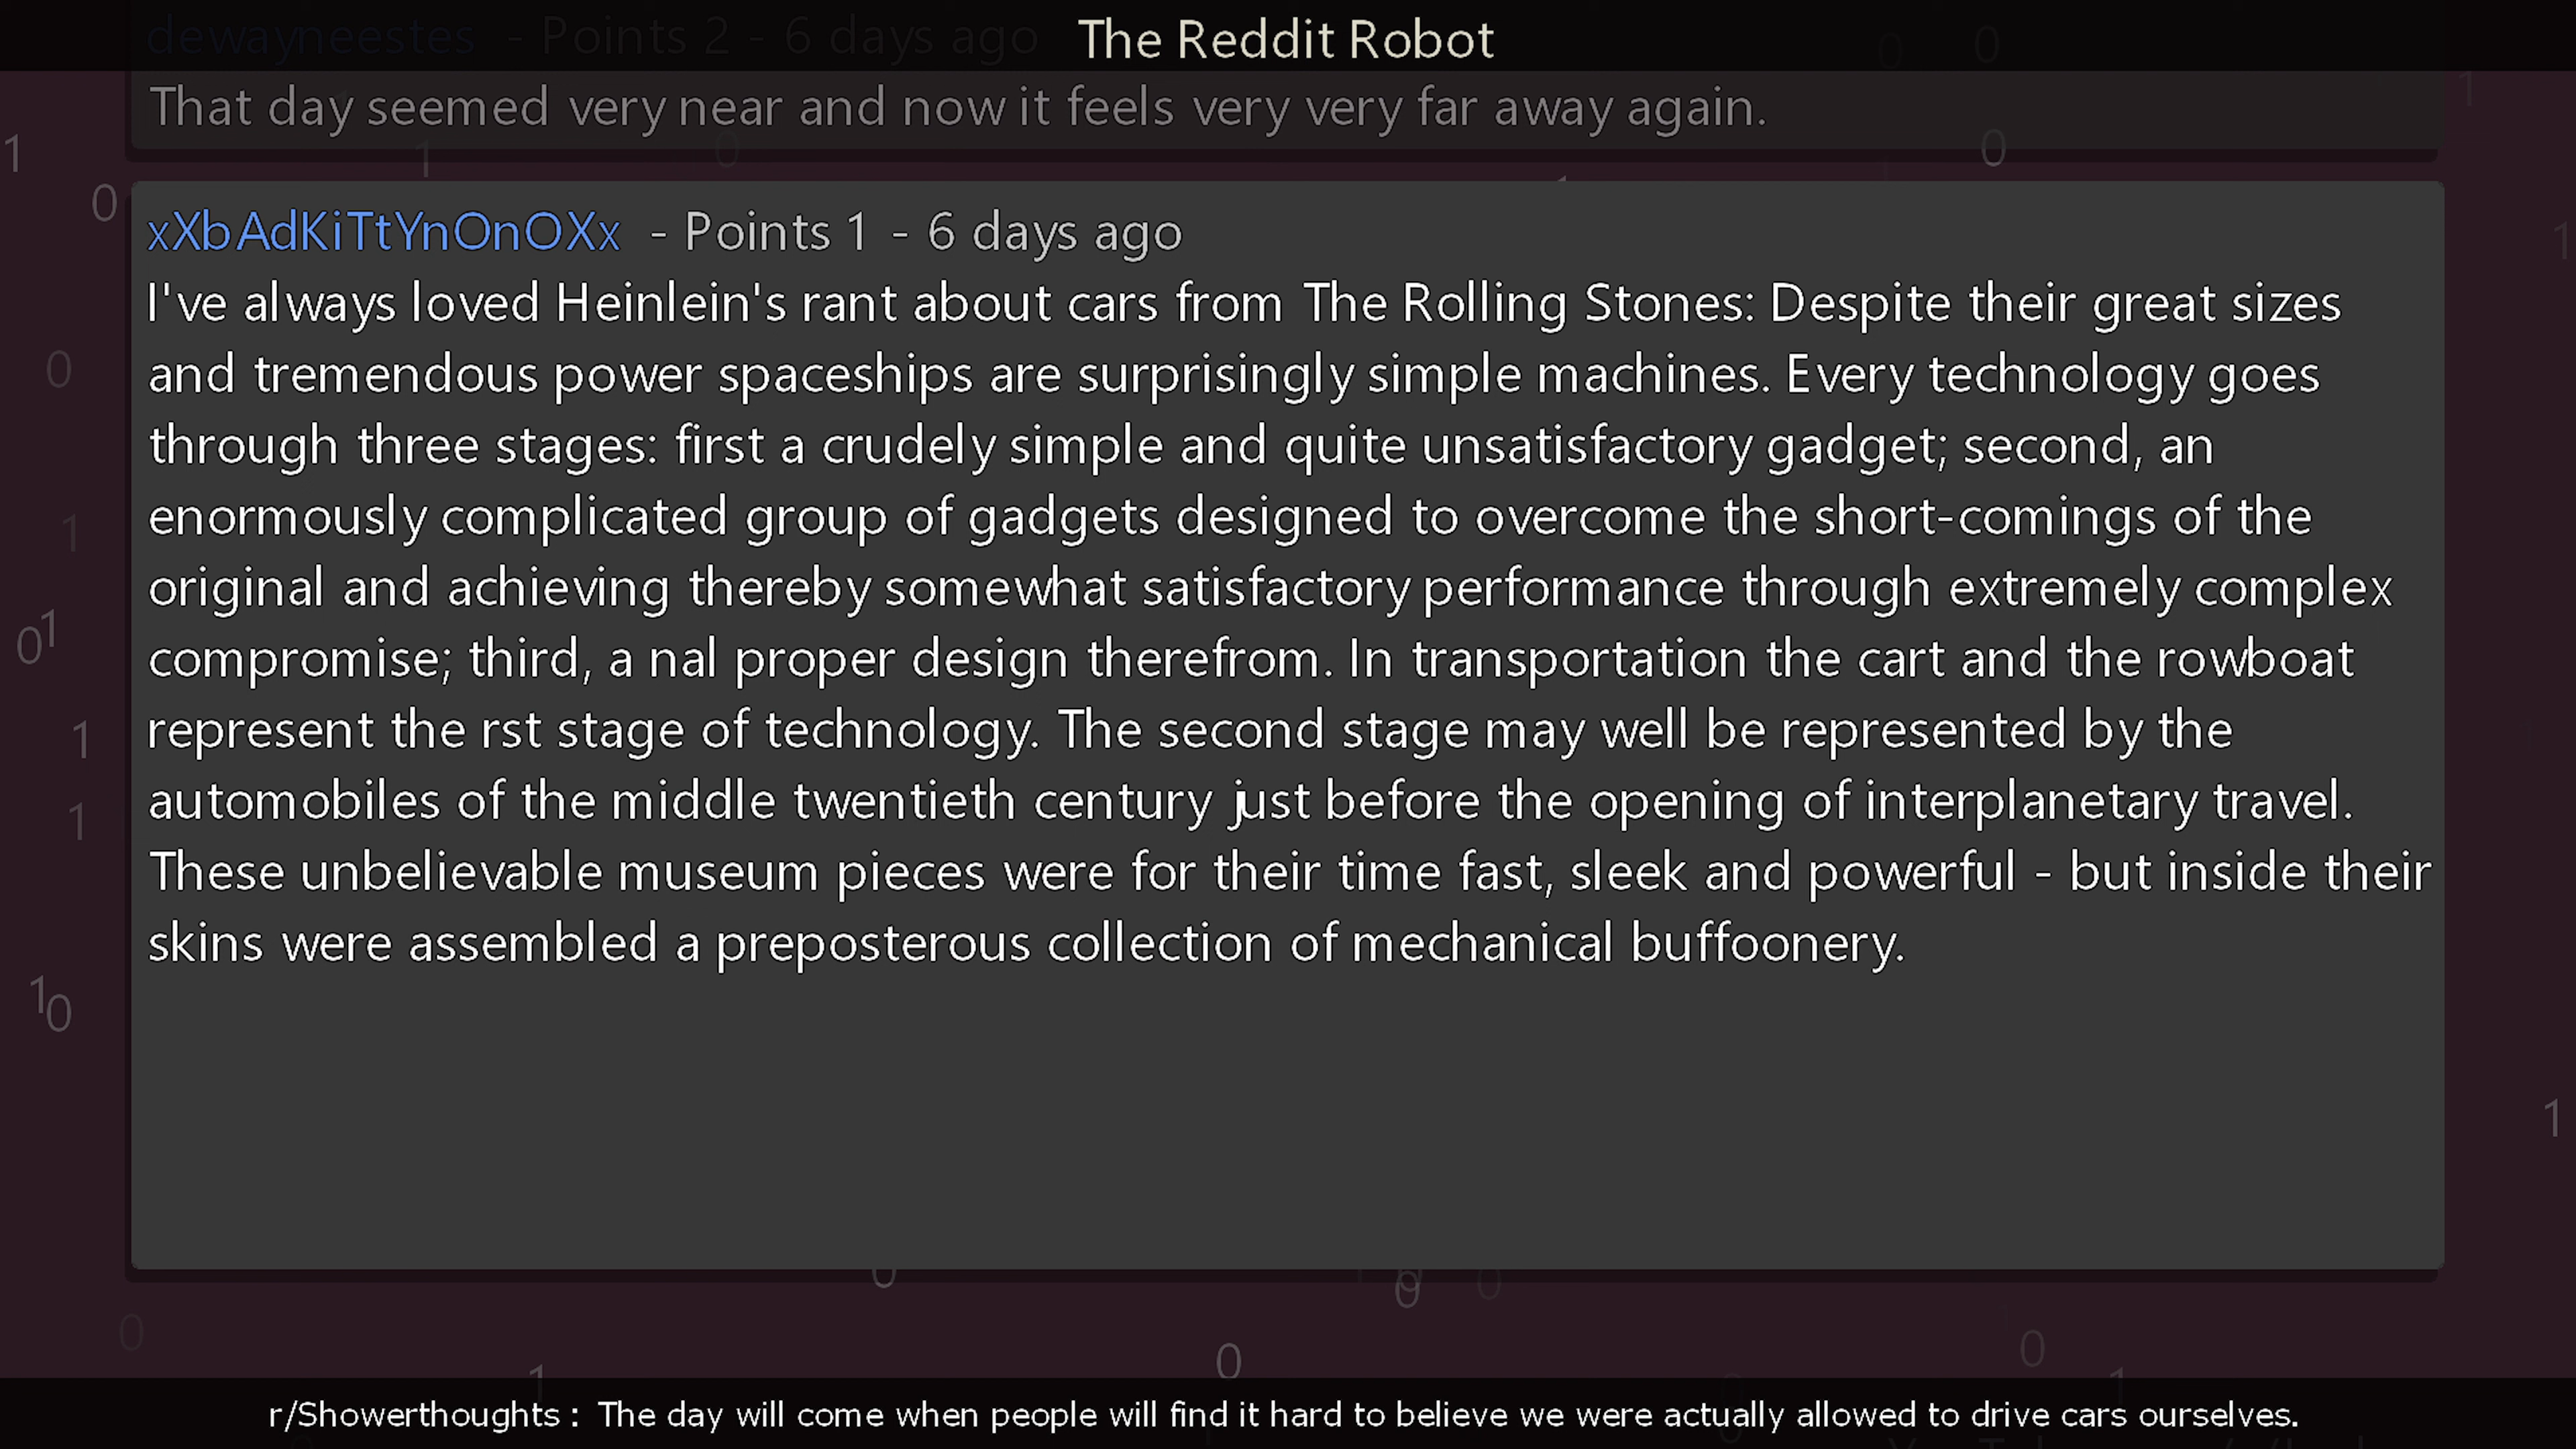 The Reddit Robot
dewayneestes - Points 2 - 6 days ago
That day seemed very near and now it feels very very far away again.
xXbAdKiTtYnOnOXx - Points 1 - 6 days ago
I've always loved Heinlein's rant about cars from The Rolling Stones: Despite their great sizes
and tremendous power spaceships are surprisingly simple machines. Every technology goes
through three stages: first a crudely simple and quite unsatisfactory gadget; second, an
enormously complicated group of gadgets designed to overcome the short-comings of the
original and achieving thereby somewhat satisfactory performance through extremely complex
compromise; third, a nal proper design therefrom. In transportation the cart and the rowboat
represent the rst stage of technology. The second stage may well be represented by the
automobiles of the middle twentieth century just before the opening of interplanetary travel.
These unbelievable museum pieces were for their time fast, sleek and powerful - but inside their
skins were assembled a preposterous collection of mechanical buffoonery.
r/Showerthoughts : The day will come when people will find it hard to believe we were actually allowed to drive cars ourselves.